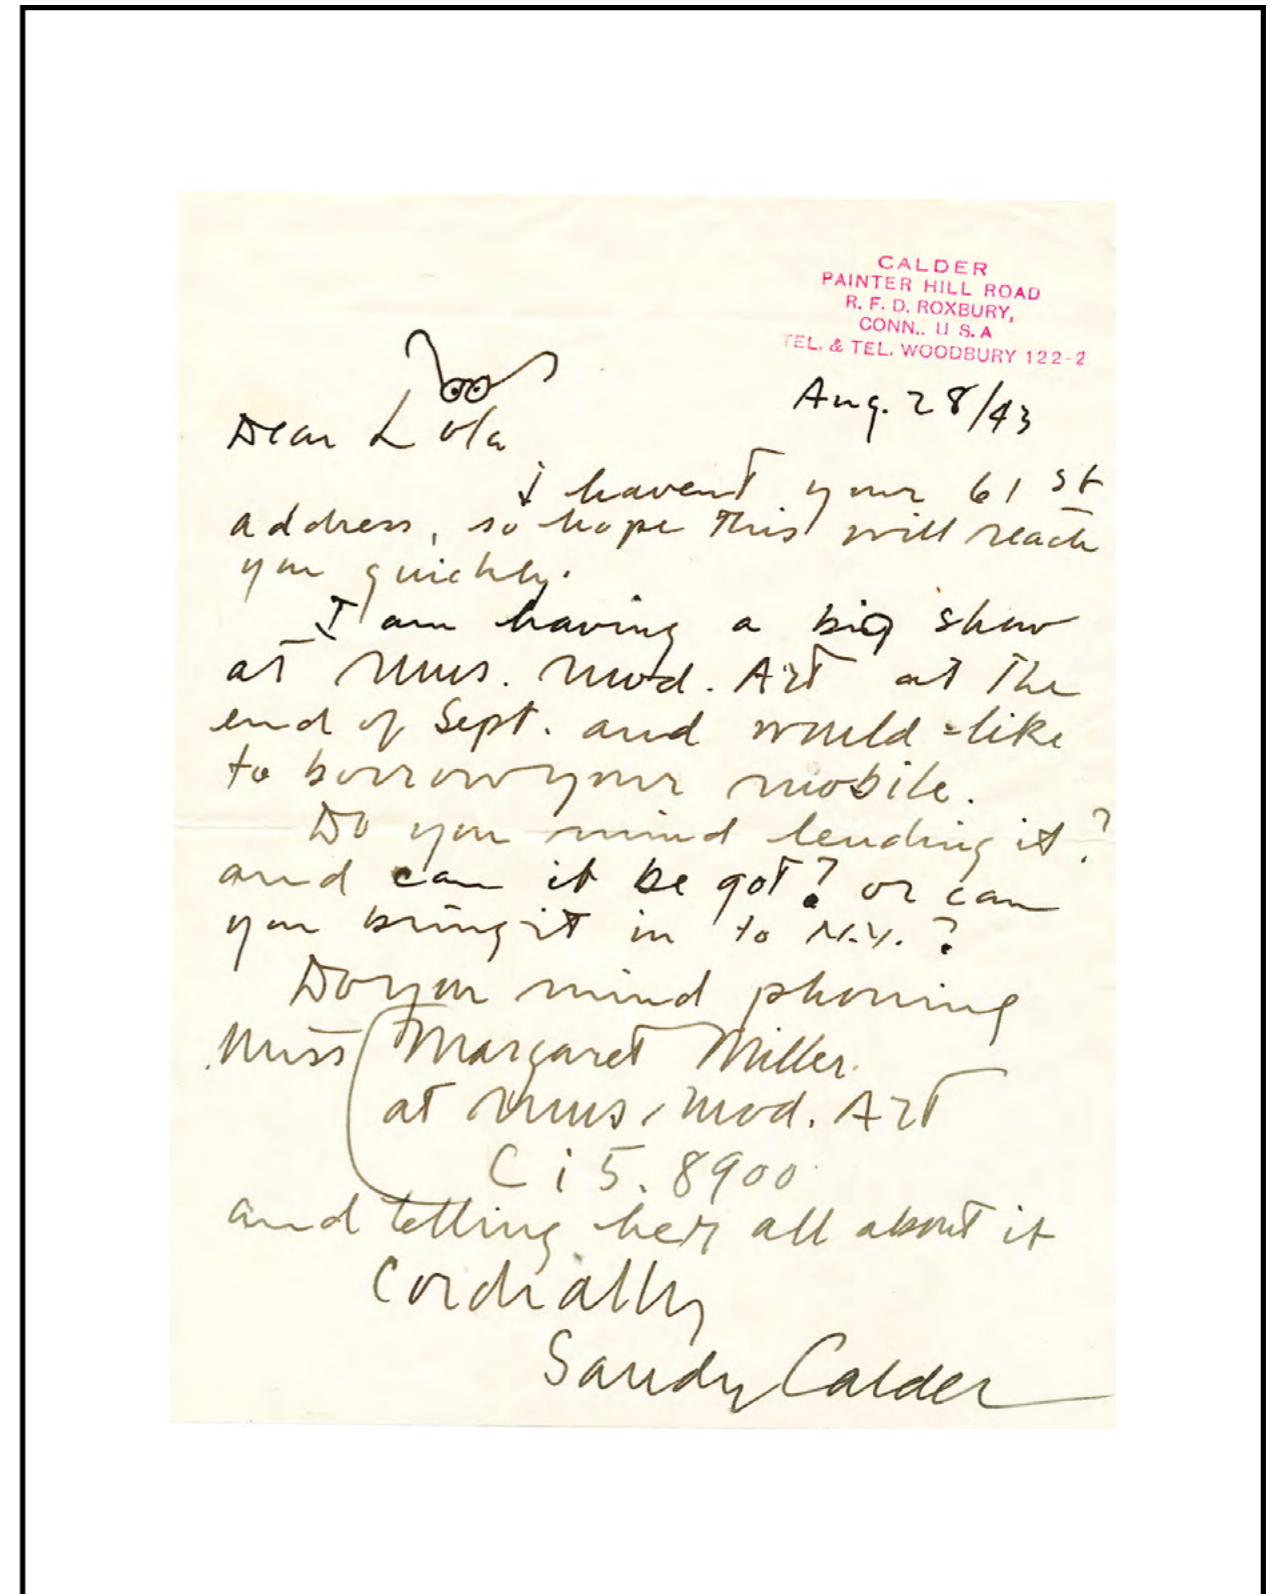 CALDER
PAINTER HILL ROAD
R. F. D. ROXBURY,
CONN.. U S. A
TEL. & TEL. WOODBURY 122-2
Aug. 28/43
Dear Lola
I havent your 61 st
address, so hope this will reach
you quickly.
I am having a big show
at Mus. Mod. Art at the
end of Sept. and would like
to borrow your mobile.
Do you mind lending it?
and can it be got? or can
you bring it in to N.Y. ?
Do you mind phoning
Miss Margaret Miller.
at Mus. Mod. Art
Ci 5. 8900
and telling her all about it
Cordially
Sandy Calder